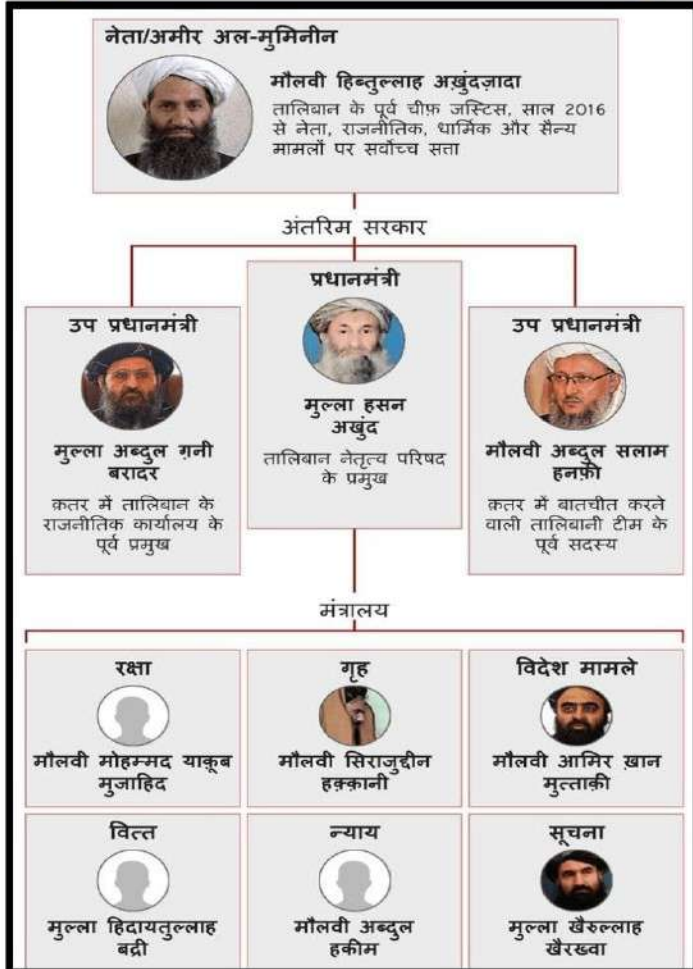 नेता/अमीर अल-मुमिनीन
मौलवी हिब्तुल्लाह अख़ुंदज़ादा
तालिबान के पूर्व चीफ़ जस्टिस, साल 2016
से नेता, राजनीतिक, धार्मिक और सैन्य
मामलों पर सर्वोच्च सत्ता
अंतरिम सरकार
उप प्रधानमंत्री
मुल्ला अब्दुल ग़नी
बरादर
क़तर में तालिबान के
राजनीतिक कार्यालय के
पूर्व प्रमुख
प्रधानमंत्री
मुल्ला हसन
अखुंद
तालिबान नेतृत्व परिषद
के प्रमुख
उप प्रधानमंत्री
मौलवी अब्दुल सलाम
हनफ़ी
क़तर में बातचीत करने
वाली तालिबानी टीम के
पूर्व सदस्य
मंत्रालय
रक्षा
मौलवी मोहम्मद याक़ूब
मुजाहिद
गृह
मौलवी सिराजुद्दीन
हक़्क़ानी
विदेश मामले
मौलवी आमिर ख़ान
मुत्ताक़ी
वित्त
मुल्ला हिदायतुल्लाह
बद्री
न्याय
मौलवी अब्दुल
हकीम
सूचना
मुल्ला खैरुल्लाह
खैरख्वा